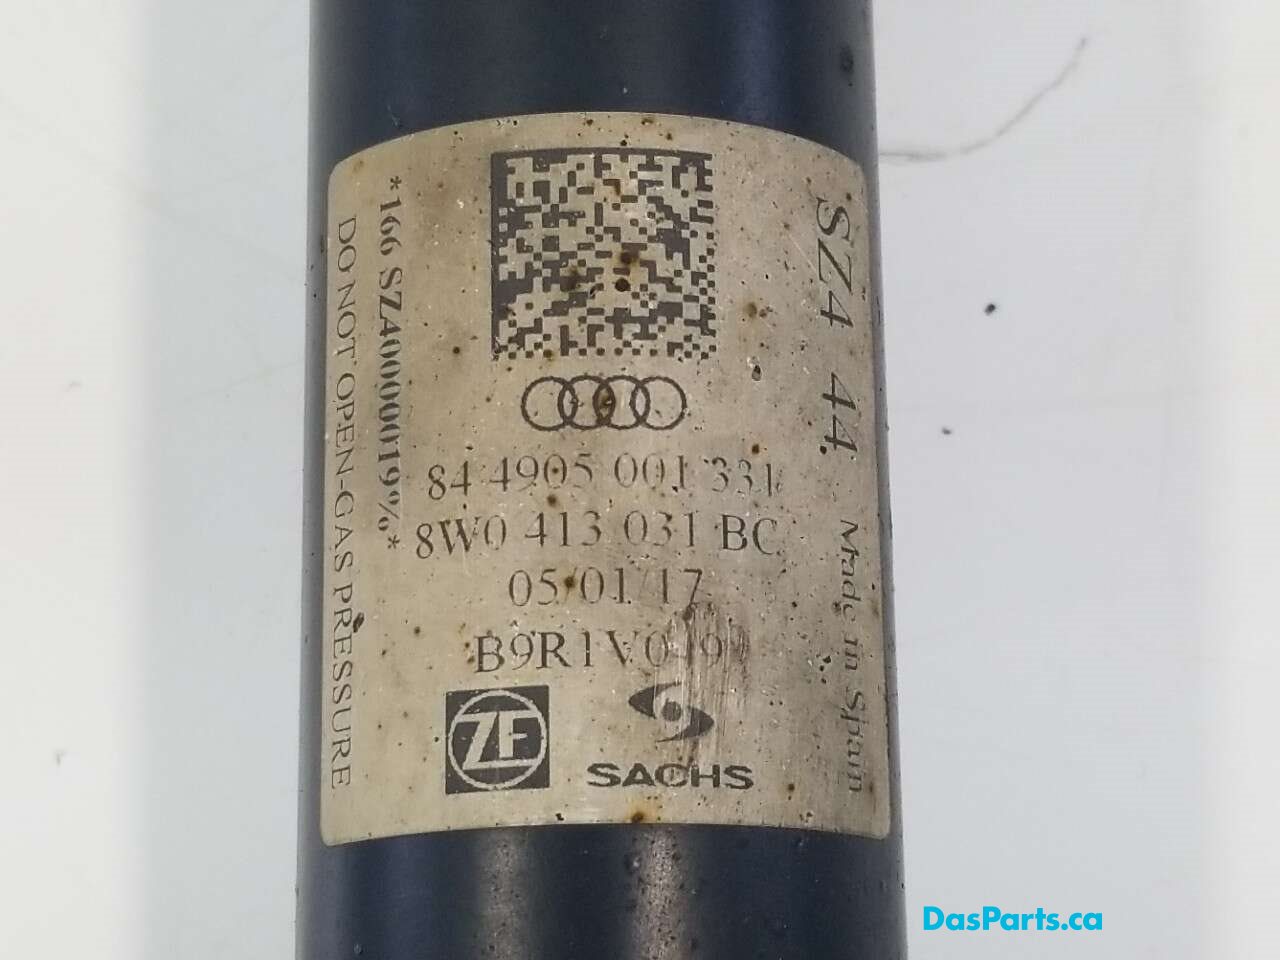 84 4905 001 331
8W0 413 031 BC
05/01/17
ZF
SACHS
*166 SZ40000019%*
DO NOT OPEN-GAS PRESSURE
SZ4 44
Made in Spain
DasParts.ca